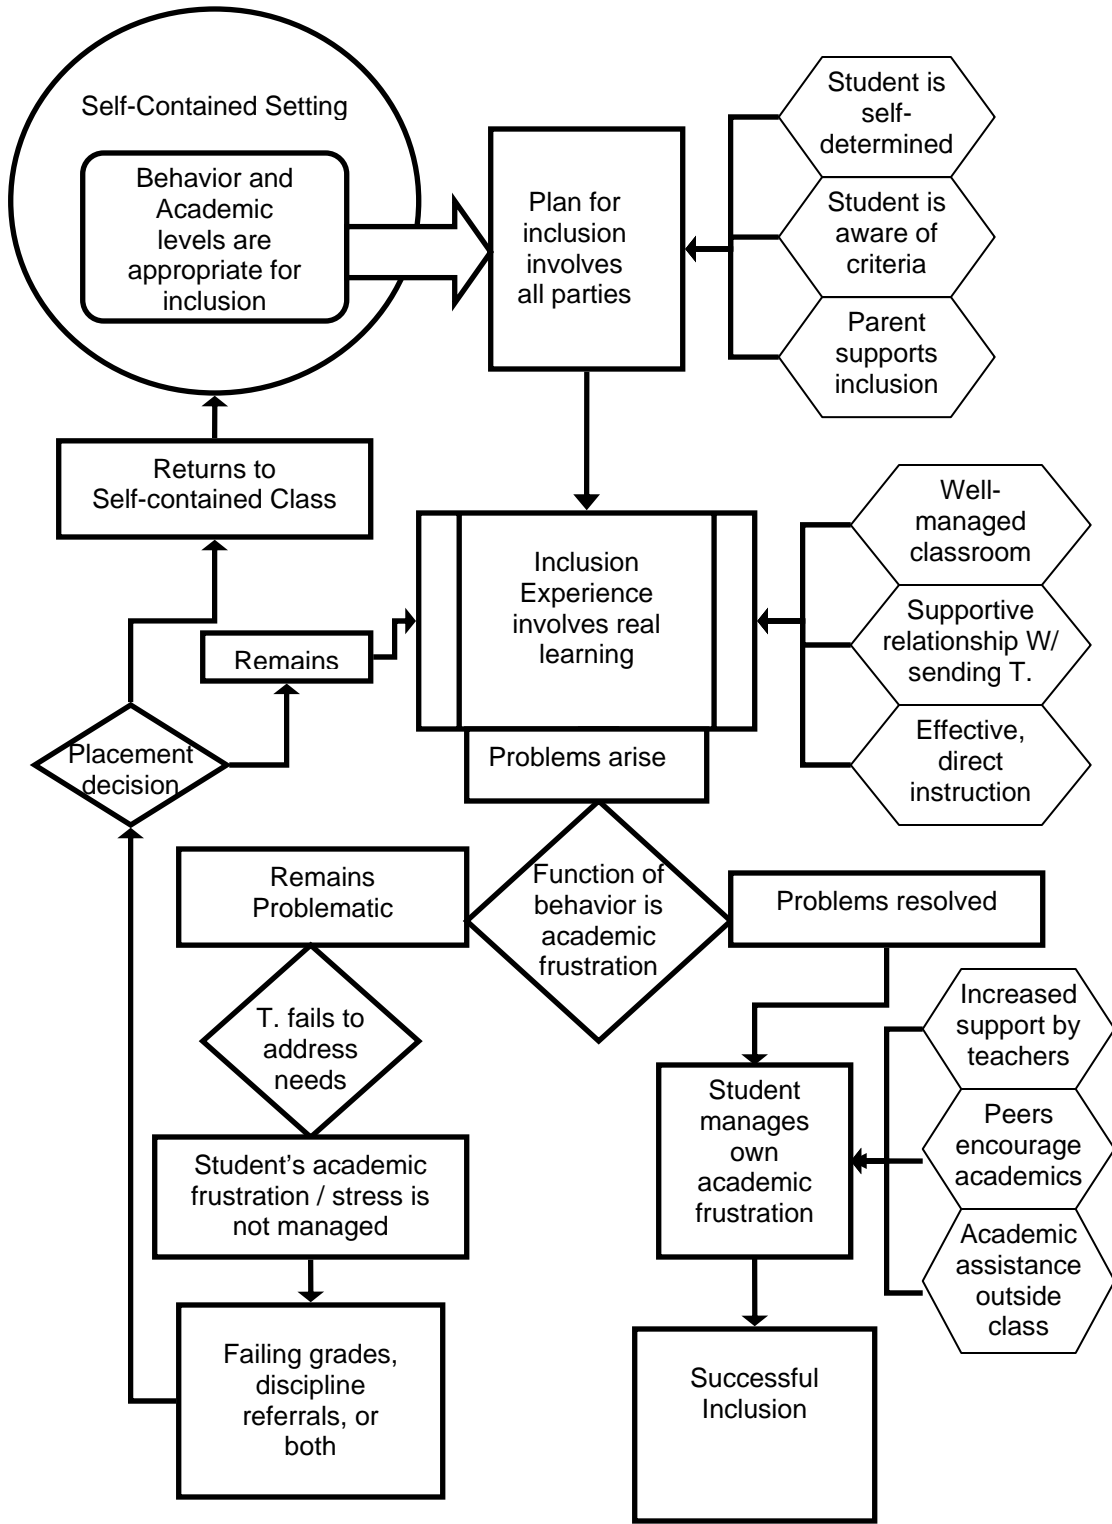 Self-Contained Setting
Behavior and
Academic
levels are
appropriate for
inclusion
Plan for
inclusion
involves
all parties
Student is
self-
determined
Student is
aware of
criteria
Parent
supports
inclusion
Returns to
Self-contained Class
Well-
managed
classroom
Inclusion
Experience
involves real
learning
Supportive
relationship W/
sending T.
Remains
Effective,
direct
instruction
Placement
decision
Problems arise
Remains
Problematic
Function of
behavior is
academic
frustration
Problems resolved
T. fails to
address
needs
Increased
support by
teachers
Student
manages
own
academic
frustration
Peers
encourage
academics
Student’s academic
frustration / stress is
not managed
Academic
assistance
outside
class
Failing grades,
discipline
referrals, or
both
Successful
Inclusion